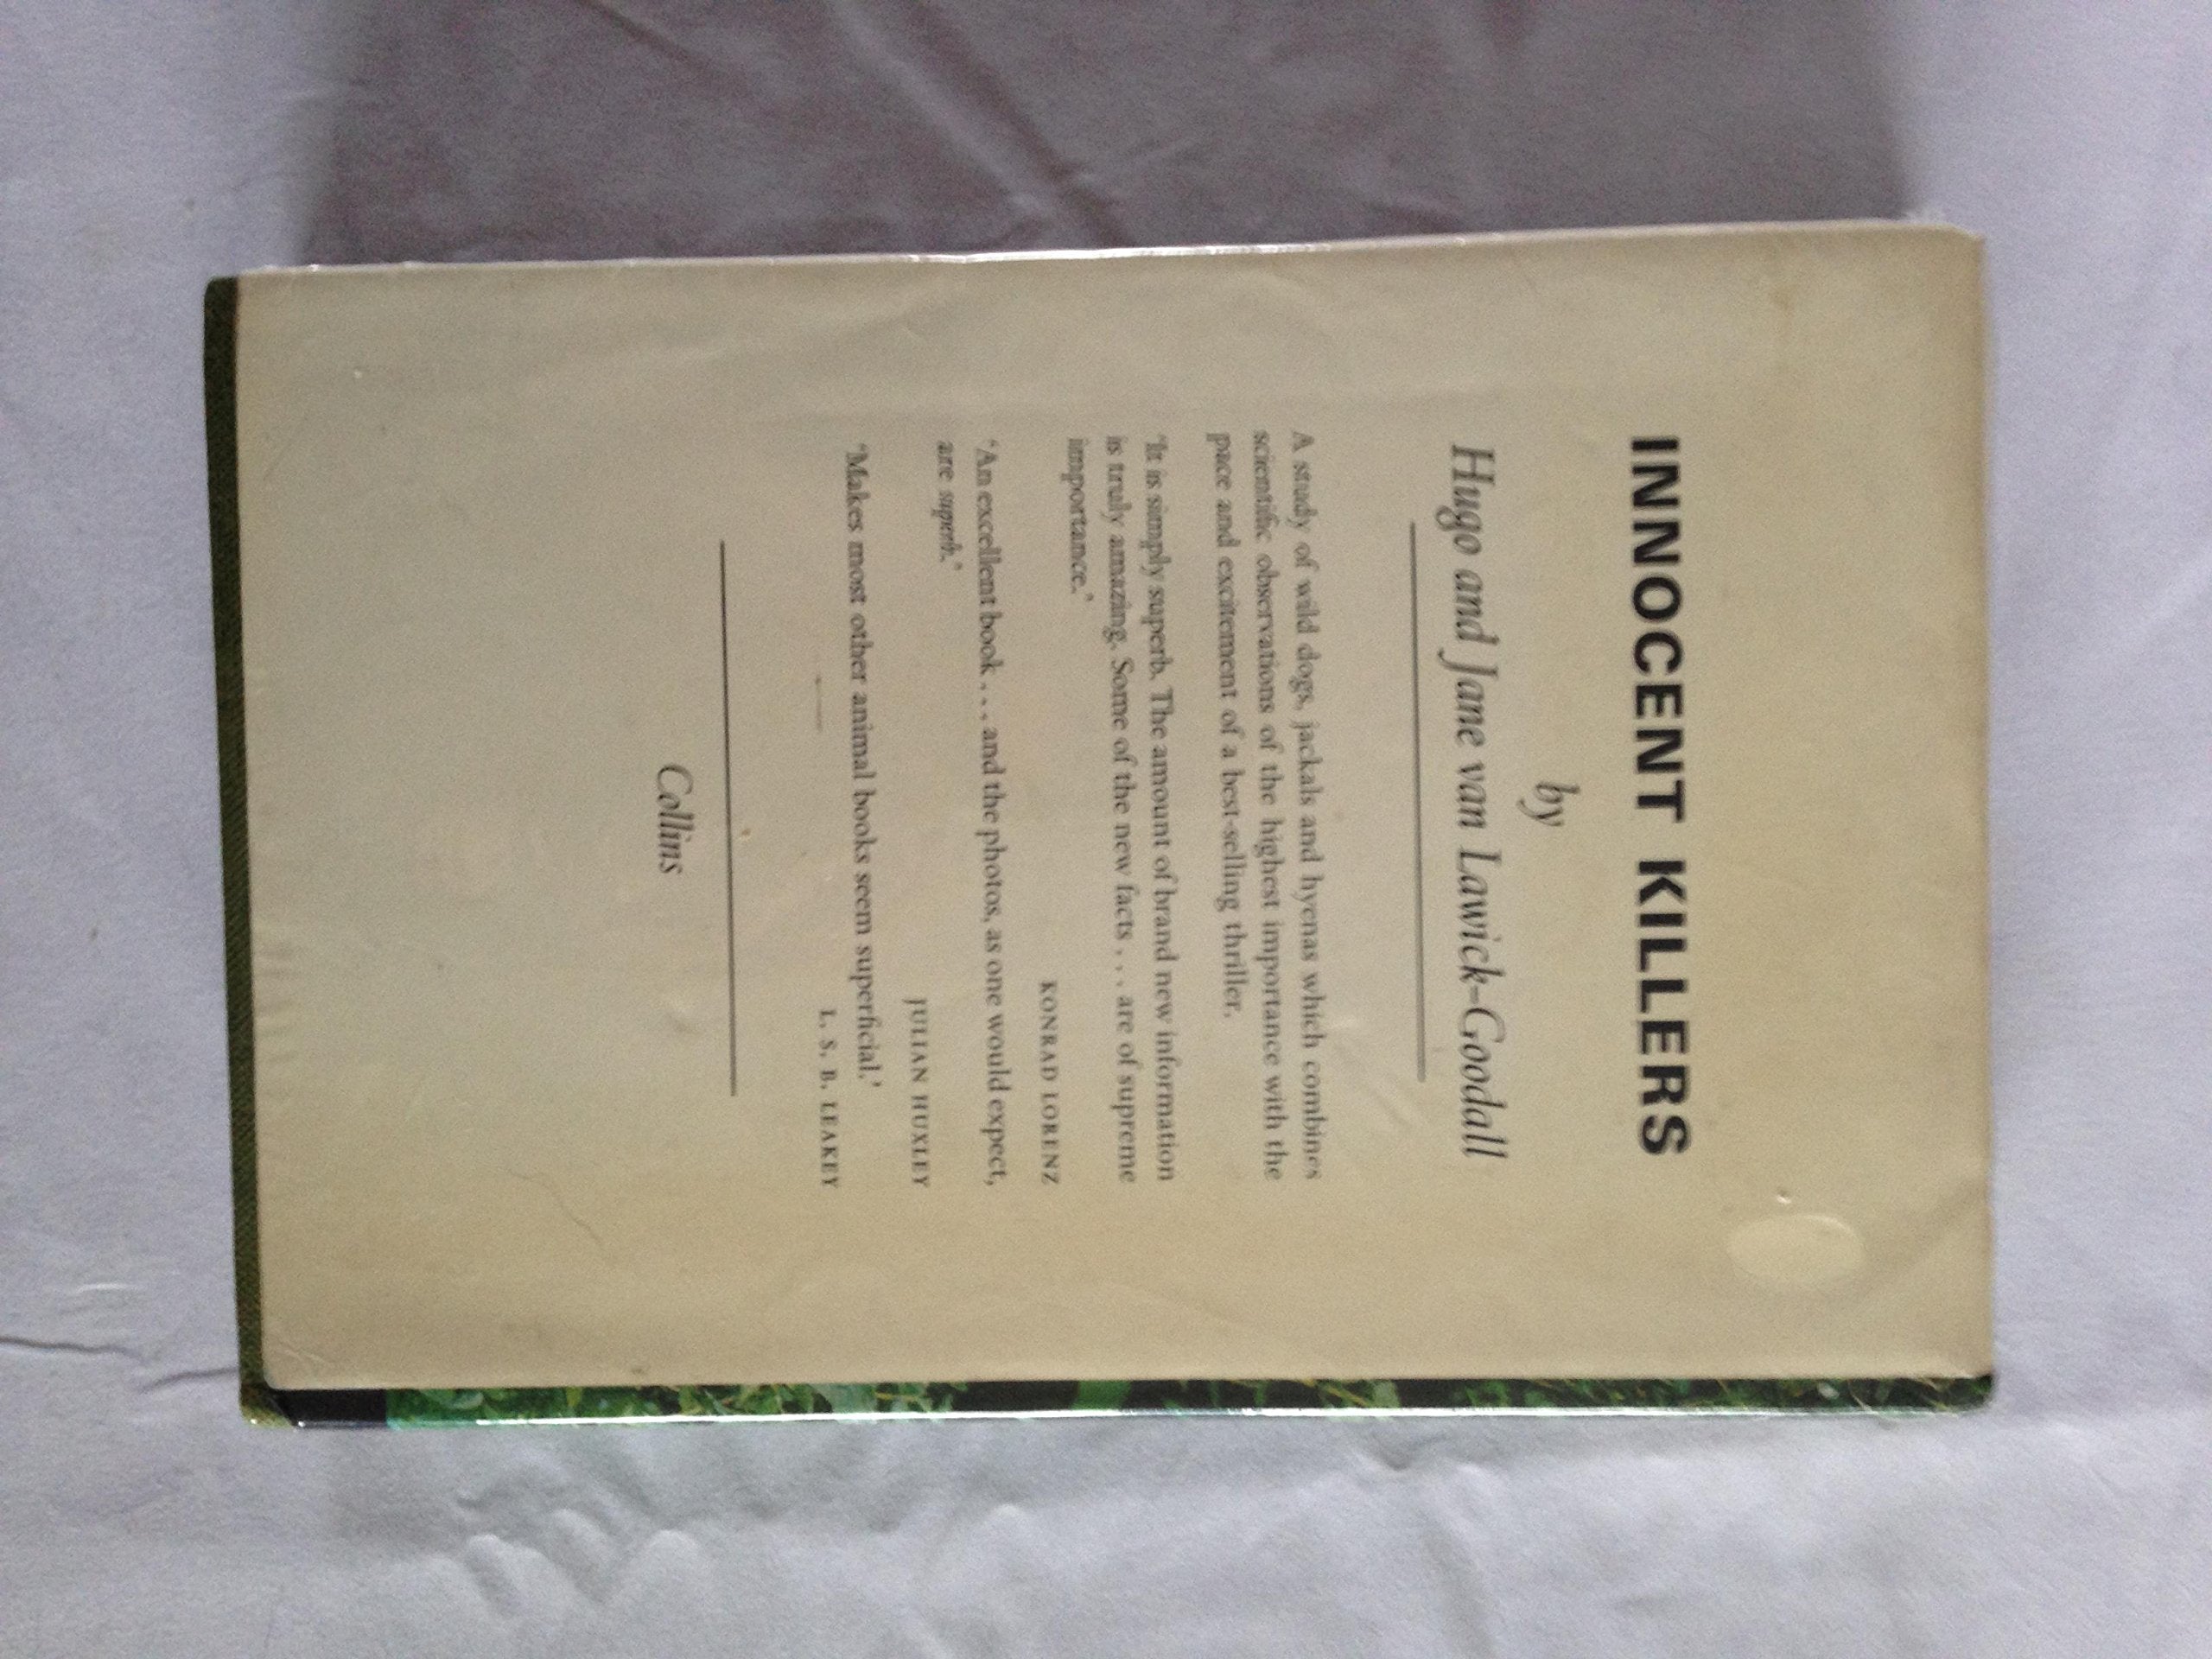 INNOCENT KILLERS
by
Hugo and Jane van Lawick-Goodall
A study of wild dogs, jackals and hyenas which combines
scientific observations of the highest importance with the
pace and excitement of a best-selling thriller.
'It is simply superb. The amount of brand new information
is truly amazing. Some of the new facts . . . are of supreme
importance.'
KONRAD LORENZ
'An excellent book . . . and the photos, as one would expect,
are superb.'
JULIAN HUXLEY
'Makes most other animal books seem superficial.'
L. S. B. LEAKEY
Collins